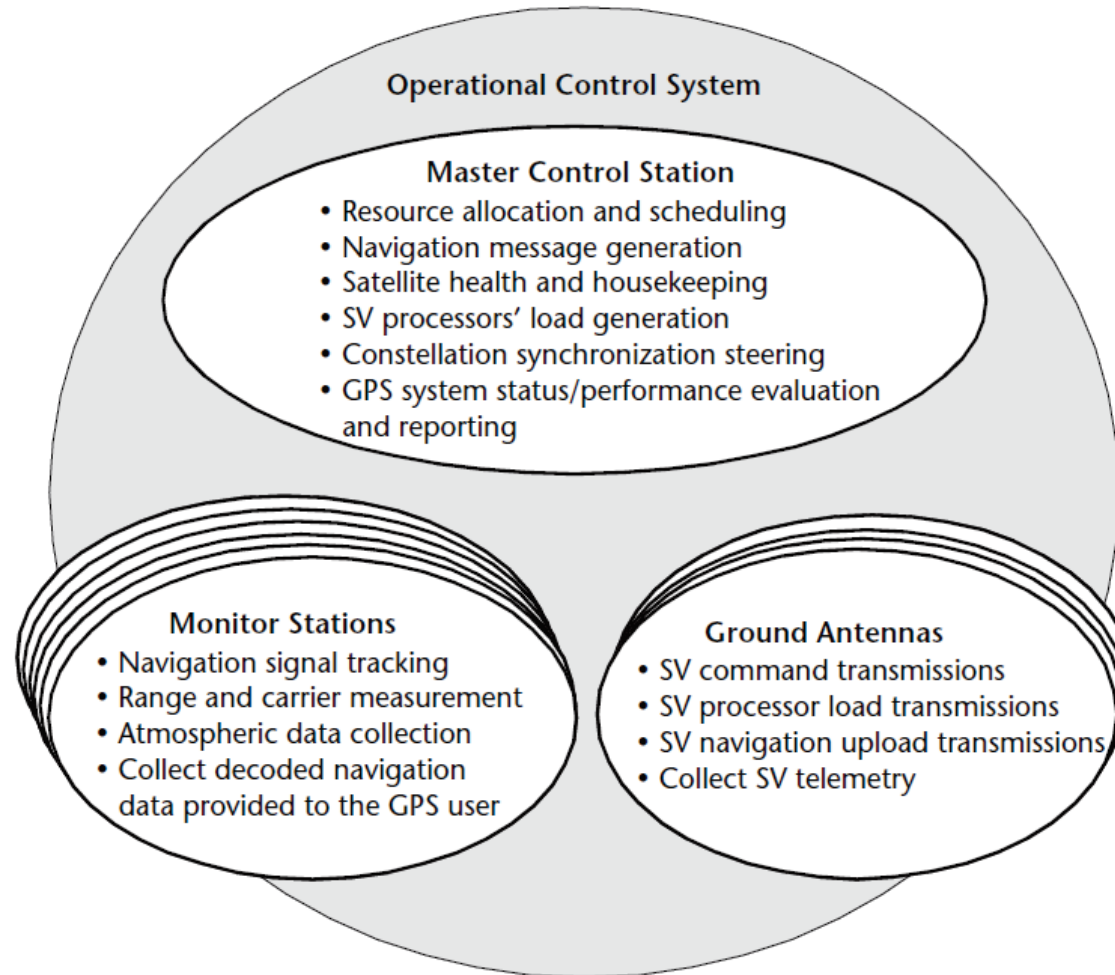 Operational Control System
Master Control Station
• Resource allocation and scheduling
• Navigation message generation
• Satellite health and housekeeping
• SV processors’ load generation
• Constellation synchronization steering
• GPS system status/performance evaluation
and reporting
Monitor Stations
• Navigation signal tracking
• Range and carrier measurement
• Atmospheric data collection
• Collect decoded navigation
data provided to the GPS user
Ground Antennas
• SV command transmissions
• SV processor load transmissions
• SV navigation upload transmissions
• Collect SV telemetry